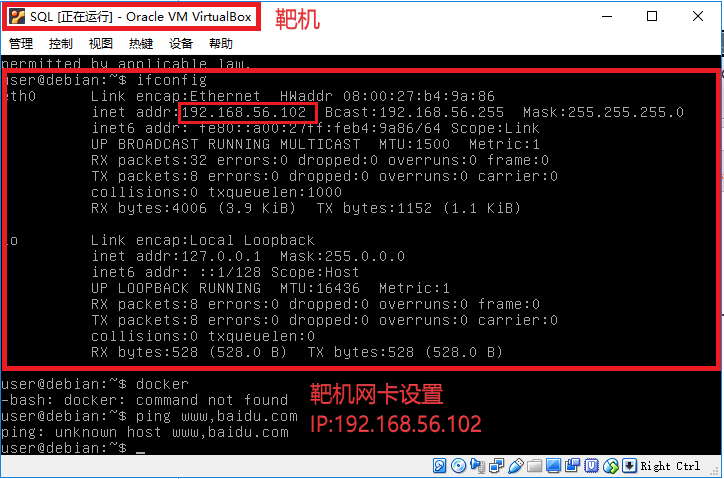 SQL [正在运行] - Oracle VM VirtualBox
靶机
管理 控制 视图 热键 设备 帮助
permitted by applicable law.
user@debian:~$ ifconfig
eth0 Link encap:Ethernet HWaddr 08:00:27:b4:9a:86
inet addr:192.168.56.102 Bcast:192.168.56.255 Mask:255.255.255.0
inet6 addr: fe80::a00:27ff:feb4:9a86/64 Scope:Link
UP BROADCAST RUNNING MULTICAST MTU:1500 Metric:1
RX packets:32 errors:0 dropped:0 overruns:0 frame:0
TX packets:8 errors:0 dropped:0 overruns:0 carrier:0
collisions:0 txqueuelen:1000
RX bytes:4006 (3.9 KiB) TX bytes:1152 (1.1 KiB)
lo Link encap:Local Loopback
inet addr:127.0.0.1 Mask:255.0.0.0
inet6 addr: ::1/128 Scope:Host
UP LOOPBACK RUNNING MTU:16436 Metric:1
RX packets:8 errors:0 dropped:0 overruns:0 frame:0
TX packets:8 errors:0 dropped:0 overruns:0 carrier:0
collisions:0 txqueuelen:0
RX bytes:528 (528.0 B) TX bytes:528 (528.0 B)
user@debian:~$ docker
-bash: docker: command not found
user@debian:~$ ping www,baidu.com
ping: unknown host www,baidu.com
user@debian:~$ _
靶机网卡设置
IP:192.168.56.102
Right Ctrl